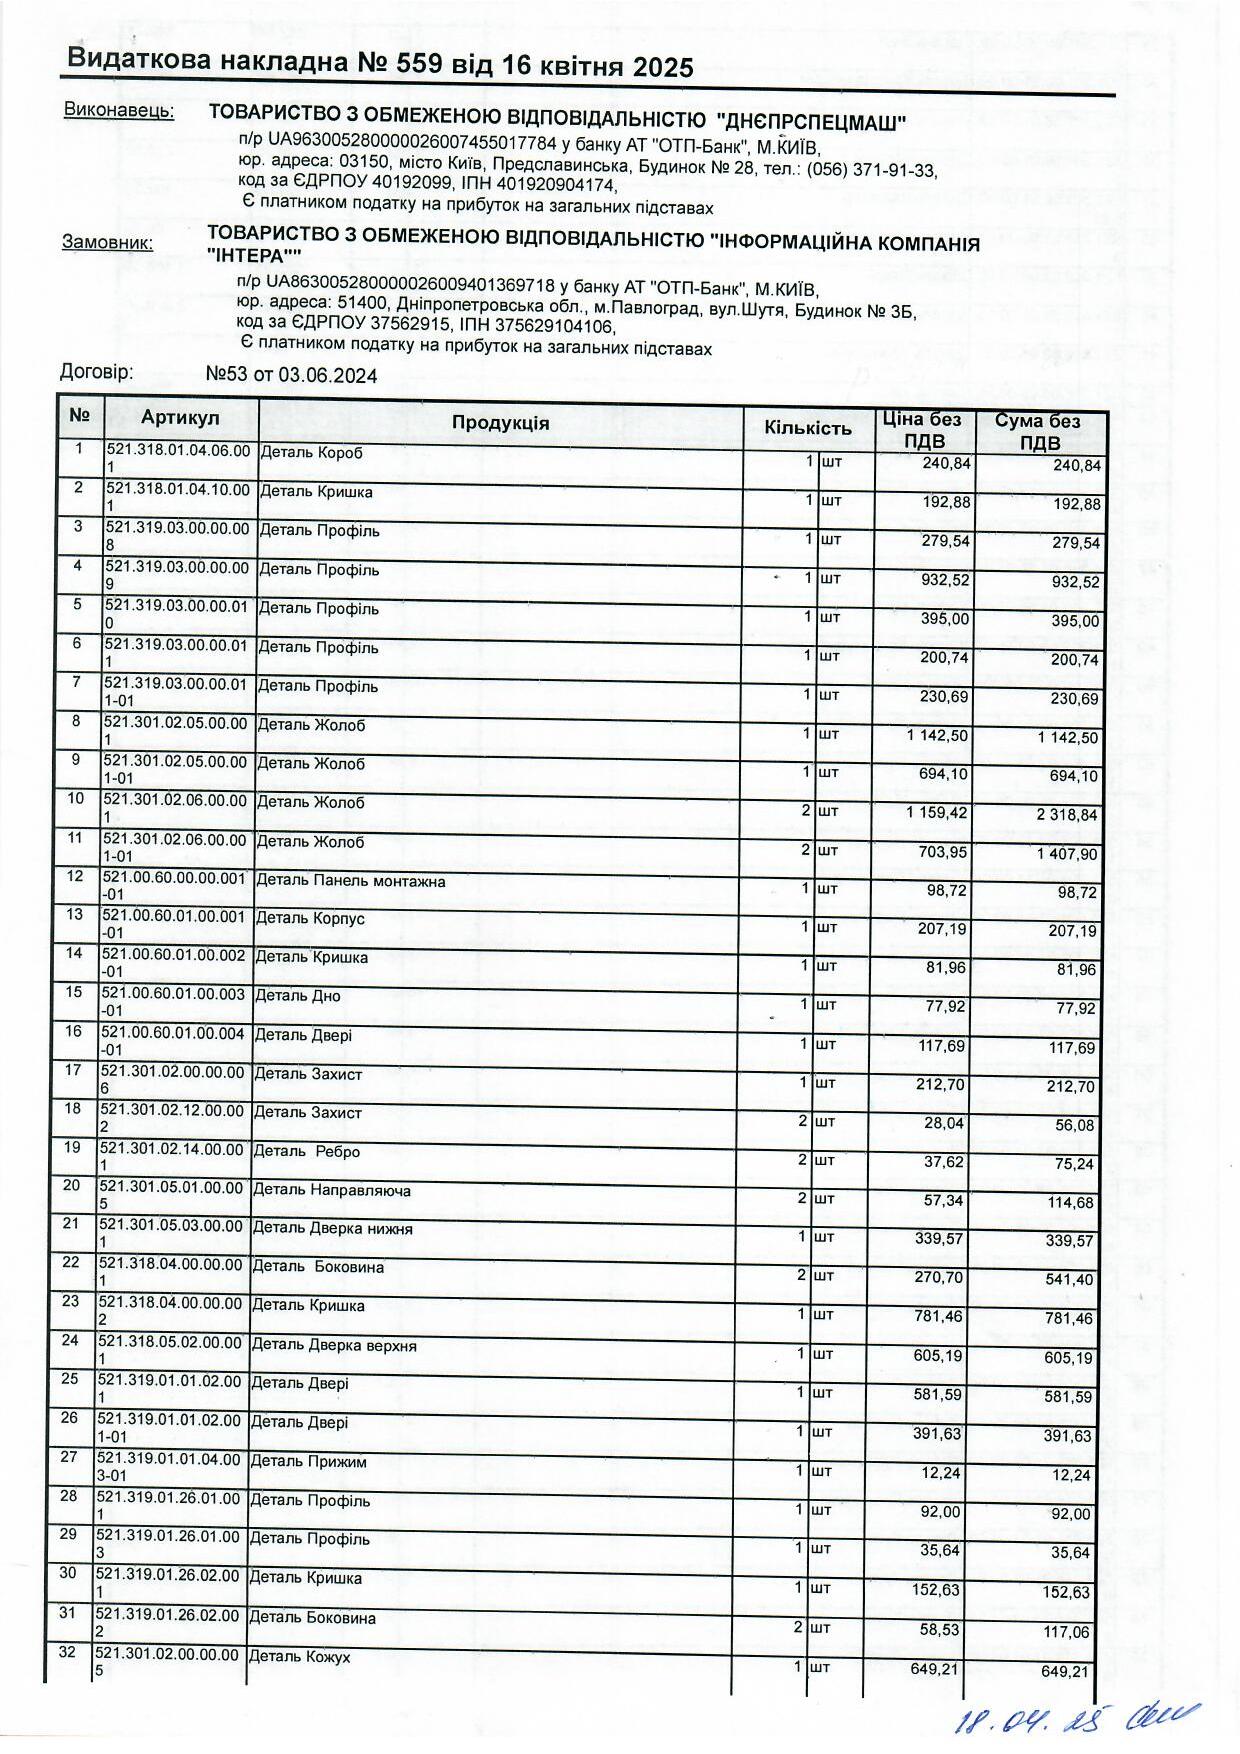 Видаткова накладна № 559 від 16 квітня 2025
Виконавець: ТОВАРИСТВО З ОБМЕЖЕНОЮ ВІДПОВІДАЛЬНІСТЮ "ДНЄПРСПЕЦМАШ"
п/р UA963005280000026007455017784 у банку АТ "ОТП-Банк", М.КИЇВ,
юр. адреса: 03150, місто Київ, Предславинська, Будинок № 28, тел.: (056) 371-91-33,
код за ЄДРПОУ 40192099, ІПН 401920904174,
Є платником податку на прибуток на загальних підставах
Замовник: ТОВАРИСТВО З ОБМЕЖЕНОЮ ВІДПОВІДАЛЬНІСТЮ "ІНФОРМАЦІЙНА КОМПАНІЯ
"ІНТЕРА""
п/р UA863005280000026009401369718 у банку АТ "ОТП-Банк", М.КИЇВ,
юр. адреса: 51400, Дніпропетровська обл., м.Павлоград, вул.Шутя, Будинок № 3Б,
код за ЄДРПОУ 37562915, ІПН 375629104106,
Є платником податку на прибуток на загальних підставах
Договір: №53 от 03.06.2024
№ Артикул Продукція Кількість Ціна без ПДВ Сума без ПДВ
1 521.318.01.04.06.001 Деталь Короб 1 шт 240,84 240,84
2 521.318.01.04.10.001 Деталь Кришка 1 шт 192,88 192,88
3 521.319.03.00.00.008 Деталь Профіль 1 шт 279,54 279,54
4 521.319.03.00.00.009 Деталь Профіль 1 шт 932,52 932,52
5 521.319.03.00.00.010 Деталь Профіль 1 шт 395,00 395,00
6 521.319.03.00.00.011 Деталь Профіль 1 шт 200,74 200,74
7 521.319.03.00.00.011-01 Деталь Профіль 1 шт 230,69 230,69
8 521.301.02.05.00.001 Деталь Жолоб 1 шт 1 142,50 1 142,50
9 521.301.02.05.00.001-01 Деталь Жолоб 1 шт 694,10 694,10
10 521.301.02.06.00.001 Деталь Жолоб 2 шт 1 159,42 2 318,84
11 521.301.02.06.00.001-01 Деталь Жолоб 2 шт 703,95 1 407,90
12 521.00.60.00.00.001-01 Деталь Панель монтажна 1 шт 98,72 98,72
13 521.00.60.01.00.001-01 Деталь Корпус 1 шт 207,19 207,19
14 521.00.60.01.00.002-01 Деталь Кришка 1 шт 81,96 81,96
15 521.00.60.01.00.003-01 Деталь Дно 1 шт 77,92 77,92
16 521.00.60.01.00.004-01 Деталь Двері 1 шт 117,69 117,69
17 521.301.02.00.00.006 Деталь Захист 1 шт 212,70 212,70
18 521.301.02.12.00.002 Деталь Захист 2 шт 28,04 56,08
19 521.301.02.14.00.001 Деталь Ребро 2 шт 37,62 75,24
20 521.301.05.01.00.005 Деталь Направляюча 2 шт 57,34 114,68
21 521.301.05.03.00.001 Деталь Дверка нижня 1 шт 339,57 339,57
22 521.318.04.00.00.001 Деталь Боковина 2 шт 270,70 541,40
23 521.318.04.00.00.002 Деталь Кришка 1 шт 781,46 781,46
24 521.318.05.02.00.001 Деталь Дверка верхня 1 шт 605,19 605,19
25 521.319.01.01.02.001 Деталь Двері 1 шт 581,59 581,59
26 521.319.01.01.02.001-01 Деталь Двері 1 шт 391,63 391,63
27 521.319.01.01.04.003-01 Деталь Прижим 1 шт 12,24 12,24
28 521.319.01.26.01.001 Деталь Профіль 1 шт 92,00 92,00
29 521.319.01.26.01.003 Деталь Профіль 1 шт 35,64 35,64
30 521.319.01.26.02.001 Деталь Кришка 1 шт 152,63 152,63
31 521.319.01.26.02.002 Деталь Боковина 2 шт 58,53 117,06
32 521.301.02.00.00.005 Деталь Кожух 1 шт 649,21 649,21
18.04.25